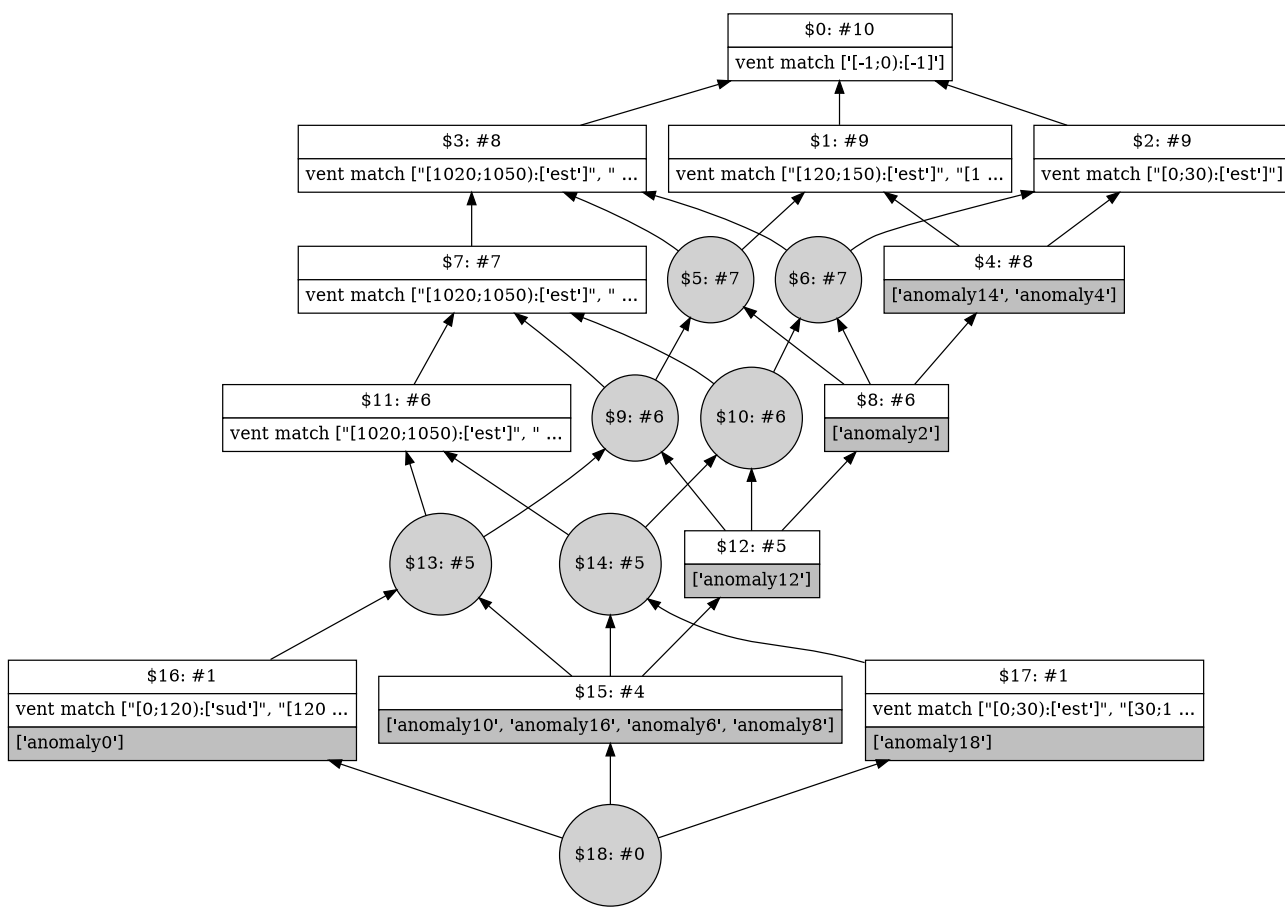 $0: #10
vent match ['[-1;0):[-1]']
$3: #8
vent match ["[1020;1050):['est']", " ...
$1: #9
vent match ["[120;150):['est']", "[1 ...
$2: #9
vent match ["[0;30):['est']"]
$7: #7
vent match ["[1020;1050):['est']", " ...
$5: #7
$6: #7
$4: #8
['anomaly14', 'anomaly4']
$11: #6
vent match ["[1020;1050):['est']", " ...
$9: #6
$10: #6
$8: #6
['anomaly2']
$13: #5
$14: #5
$12: #5
['anomaly12']
$16: #1
vent match ["[0;120):['sud']", "[120 ...
['anomaly0']
$15: #4
['anomaly10', 'anomaly16', 'anomaly6', 'anomaly8']
$17: #1
vent match ["[0;30):['est']", "[30;1 ...
['anomaly18']
$18: #0